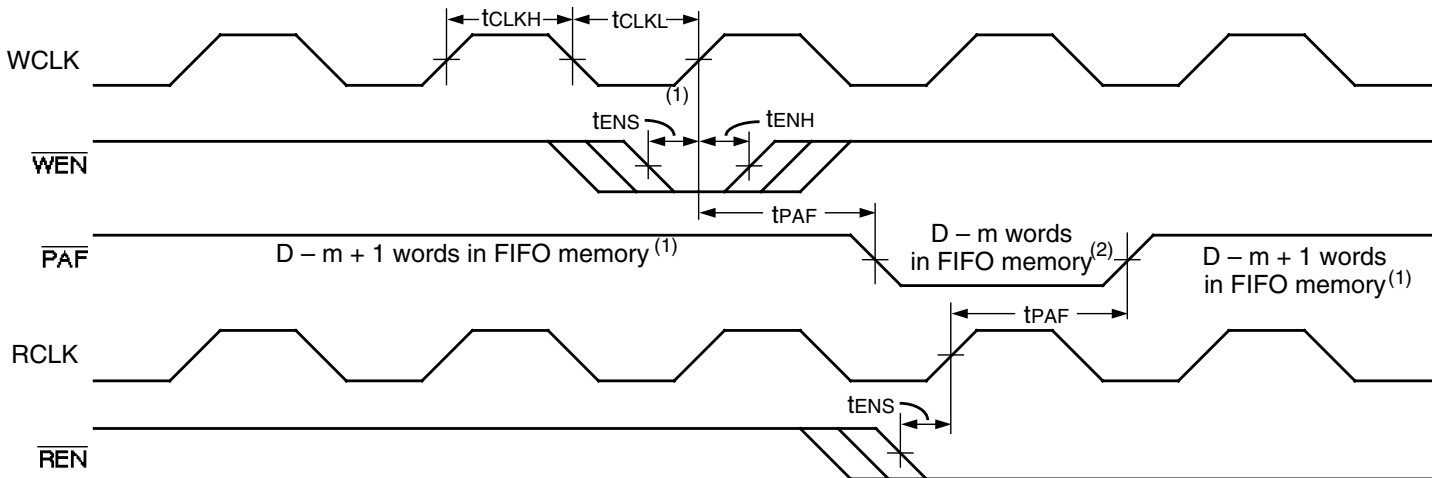 tCLKH
tCLKL
WCLK
(1)
tENS
tENH
WEN
tPAF
PAF
D – m + 1 words in FIFO memory(1)
D – m words
in FIFO memory(2)
D – m + 1 words
in FIFO memory(1)
tPAF
RCLK
tENS
REN